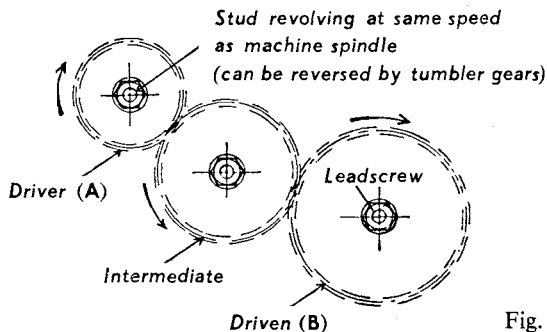 Stud revolving at same speed
as machine spindle
(can be reversed by tumbler gears)
Driver (A)
Leadscrew
Intermediate
Driven (B)
Fig.